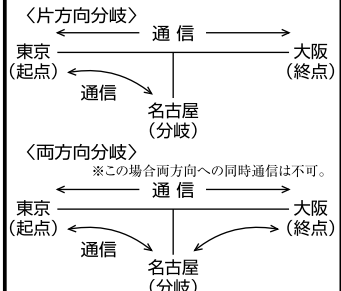 〈片方向分岐〉
通信
東京 大阪
(起点) (終点)
通信
名古屋
(分岐)
〈両方向分岐〉
※この場合両方向への同時通信は不可。
通信
東京 大阪
(起点) (終点)
通信
名古屋
(分岐)